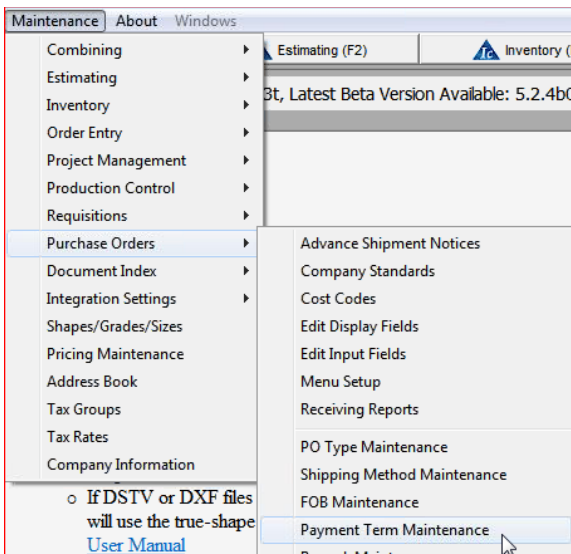 Maintenance About Windows
Estimating (F2) Inventory (
3t, Latest Beta Version Available: 5.2.4b0
Combining
Estimating
Inventory
Order Entry
Project Management
Production Control
Requisitions
Purchase Orders
Document Index
Integration Settings
Shapes/Grades/Sizes
Pricing Maintenance
Address Book
Tax Groups
Tax Rates
Company Information
Advance Shipment Notices
Company Standards
Cost Codes
Edit Display Fields
Edit Input Fields
Menu Setup
Receiving Reports
PO Type Maintenance
Shipping Method Maintenance
FOB Maintenance
Payment Term Maintenance
If DSTV or DXF files
will use the true-shape
User Manual